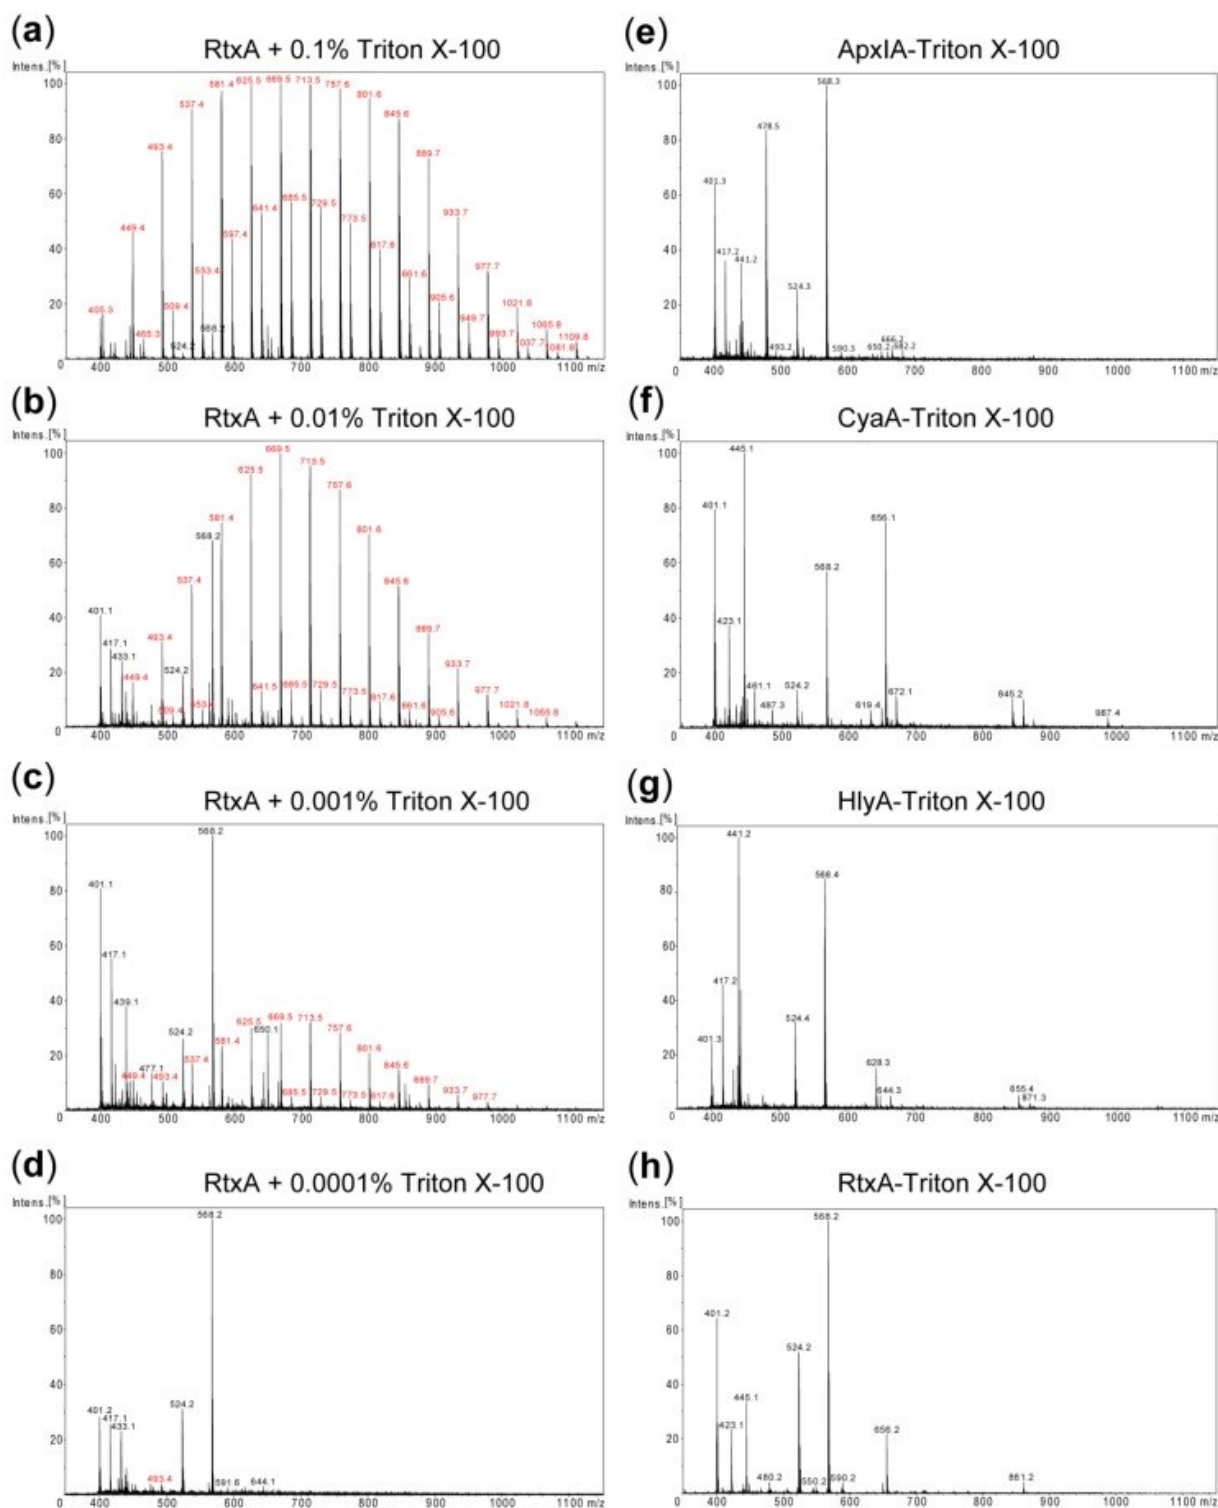 (a)
RtxA + 0.1% Triton X-100
Intens.[%]
100
80
60
40
20
0
405.3 449.4 465.3 493.4 509.4 524.2 537.4 553.4 568.2 581.4 597.4 625.5 641.4 669.5 685.5 713.5 729.5 757.6 773.5 801.6 817.6 845.6 861.6 889.7 905.6 933.7 949.7 977.7 993.7 1021.8 1037.7 1065.8 1081.8 1109.8
400 500 600 700 800 900 1000 1100 m/z
(b)
RtxA + 0.01% Triton X-100
Intens.[%]
100
80
60
40
20
0
401.1 417.1 433.1 449.4 493.4 509.4 524.2 537.4 553.4 568.2 581.4 625.5 641.5 669.5 685.5 713.5 729.5 757.6 773.5 801.6 817.6 845.6 861.6 889.7 905.6 933.7 977.7 1021.8 1065.8
400 500 600 700 800 900 1000 1100 m/z
(c)
RtxA + 0.001% Triton X-100
Intens.[%]
100
80
60
40
20
0
401.1 417.1 439.1 449.4 477.1 493.4 524.2 537.4 568.2 581.4 625.5 650.1 669.5 685.5 713.5 729.5 757.6 773.5 801.6 817.6 845.6 889.7 933.7 977.7
400 500 600 700 800 900 1000 1100 m/z
(d)
RtxA + 0.0001% Triton X-100
Intens.[%]
100
80
60
40
20
0
401.2 417.1 433.1 493.4 524.2 568.2 591.6 644.1
400 500 600 700 800 900 1000 1100 m/z
(e)
ApxIA-Triton X-100
Intens.[%]
100
80
60
40
20
0
401.3 417.2 441.2 478.5 493.2 524.3 568.3 590.3 650.2 666.2 682.2
400 500 600 700 800 900 1000 1100 m/z
(f)
CyaA-Triton X-100
Intens.[%]
100
80
60
40
20
0
401.1 423.1 445.1 461.1 487.3 524.2 568.2 619.4 656.1 672.1 845.2 987.4
400 500 600 700 800 900 1000 1100 m/z
(g)
HlyA-Triton X-100
Intens.[%]
100
80
60
40
20
0
401.3 417.2 441.2 524.4 568.4 628.3 644.3 855.4 871.3
400 500 600 700 800 900 1000 1100 m/z
(h)
RtxA-Triton X-100
Intens.[%]
100
80
60
40
20
0
401.2 423.1 445.1 480.2 524.2 550.2 568.2 590.2 656.2 861.2
400 500 600 700 800 900 1000 1100 m/z